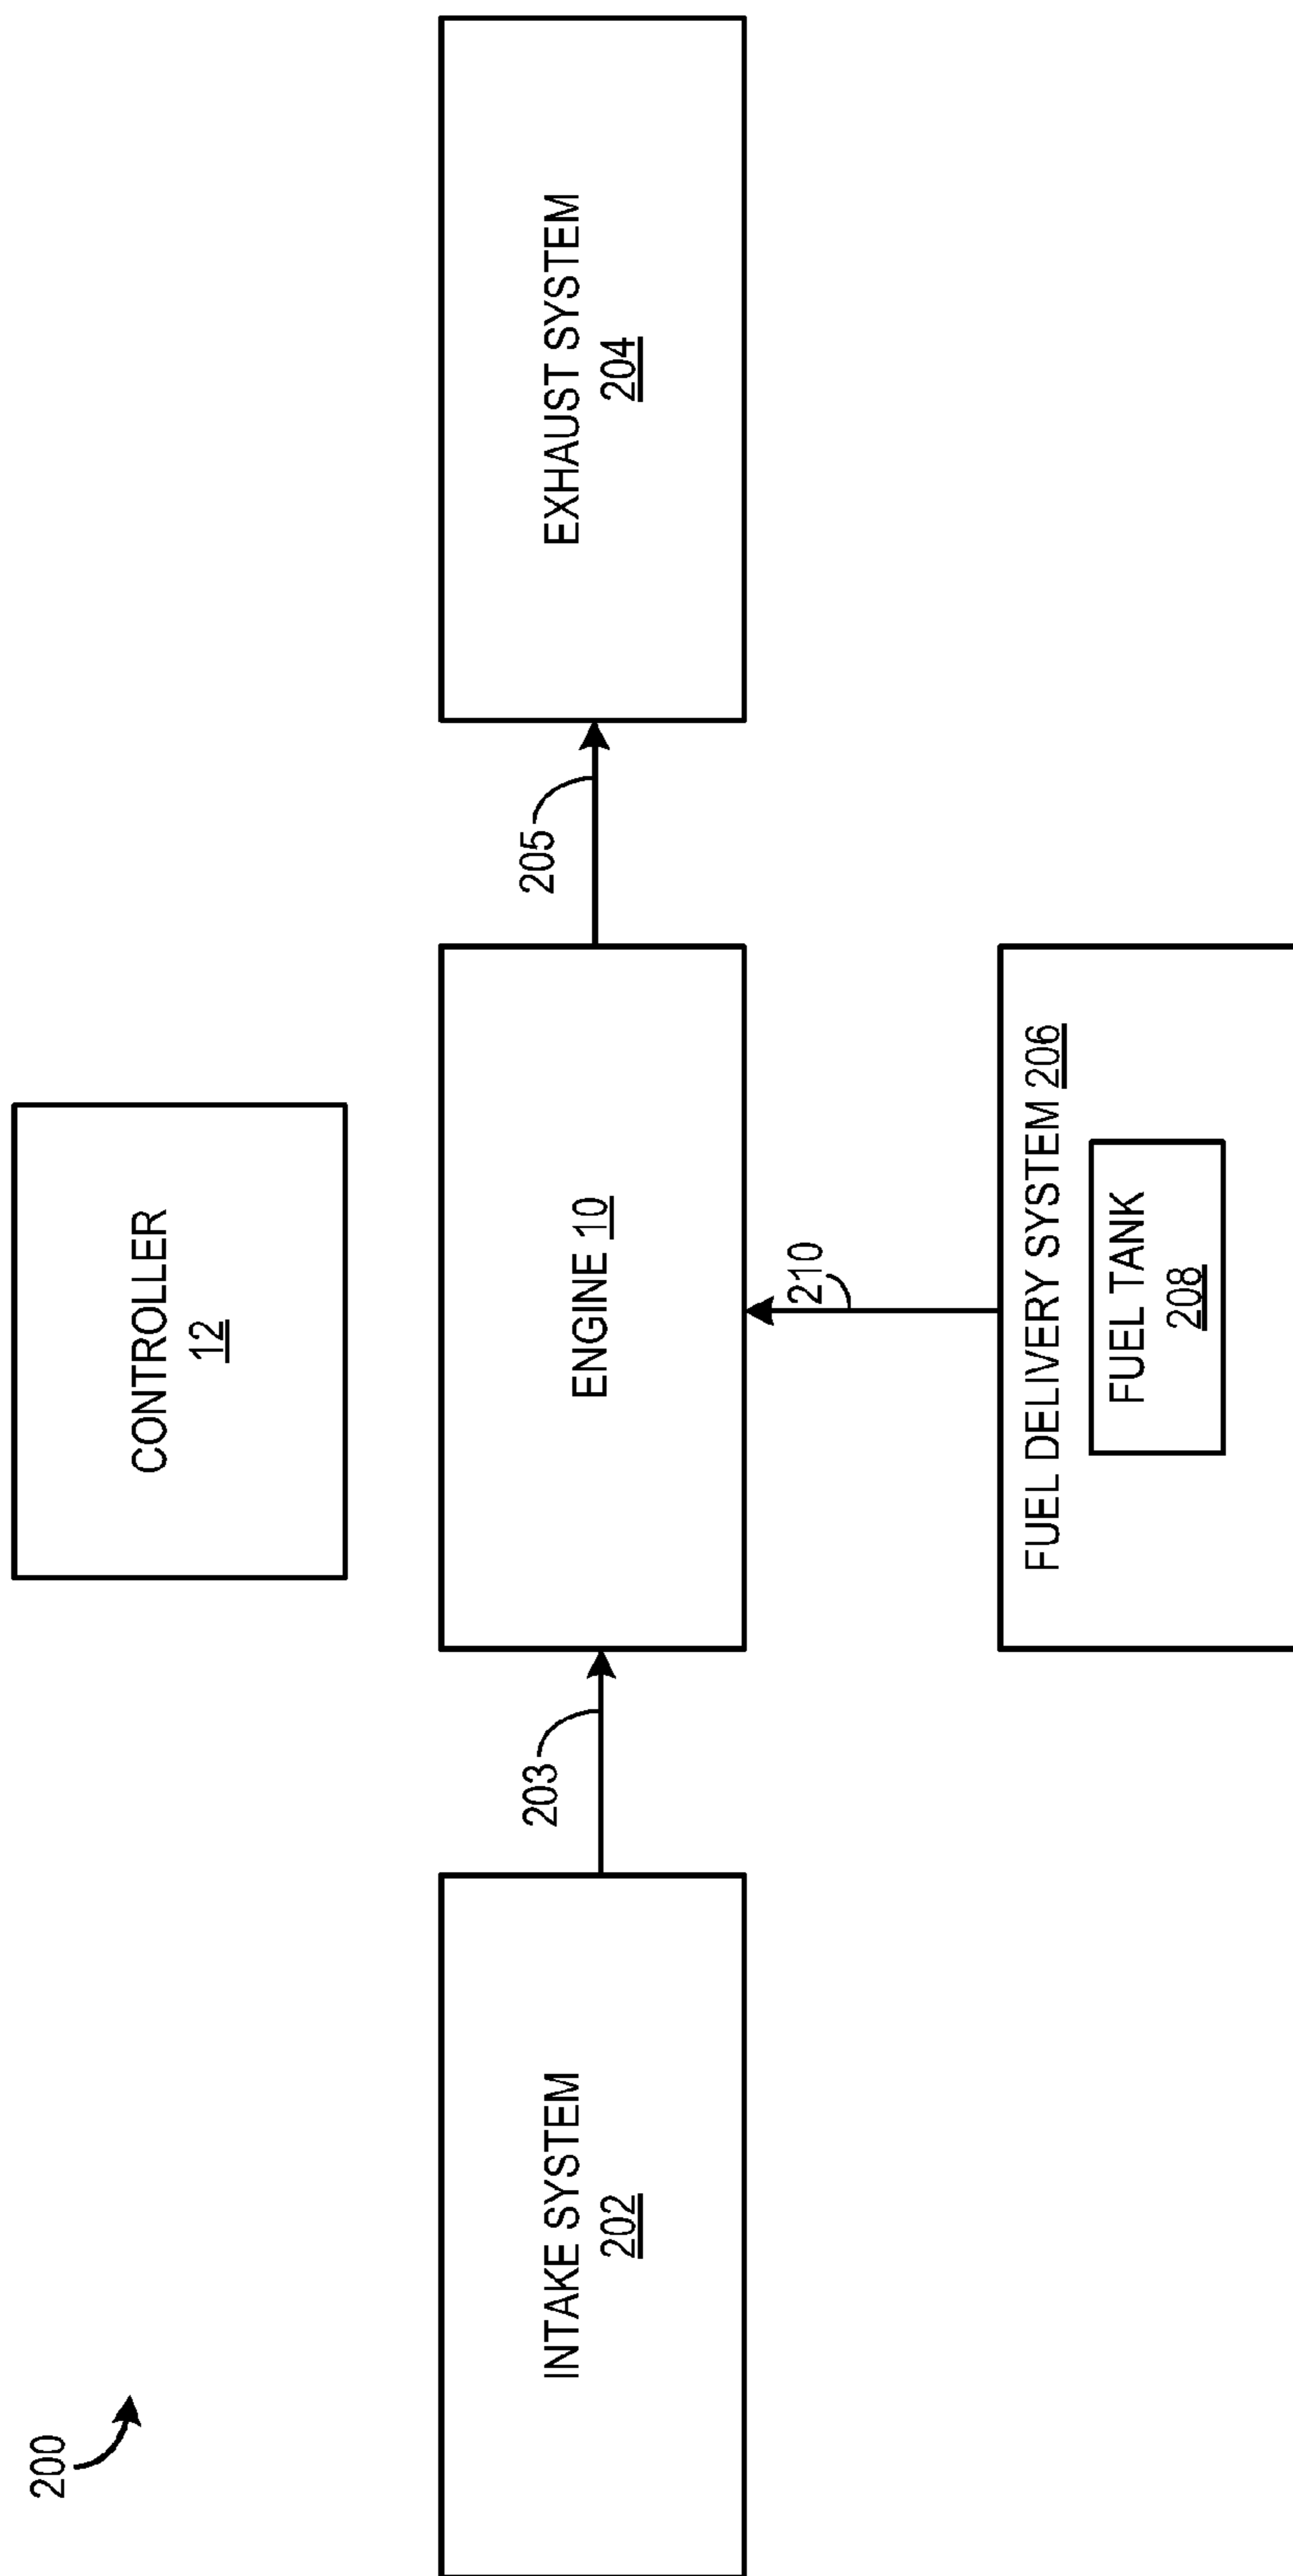 200
CONTROLLER
12
INTAKE SYSTEM
202
203
ENGINE 10
205
EXHAUST SYSTEM
204
210
FUEL DELIVERY SYSTEM 206
FUEL TANK
208